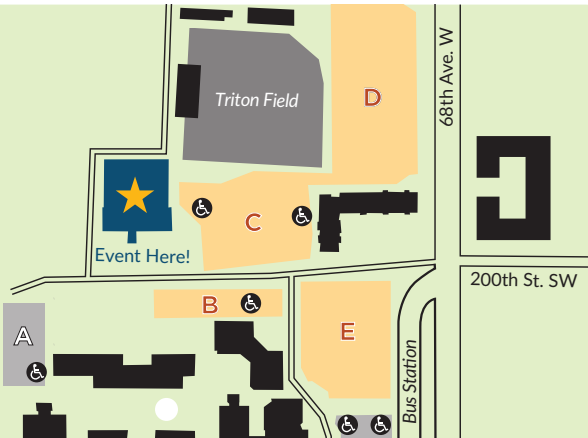 Triton Field
D
68th Ave. W
C
Event Here!
200th St. SW
B
A
E
Bus Station